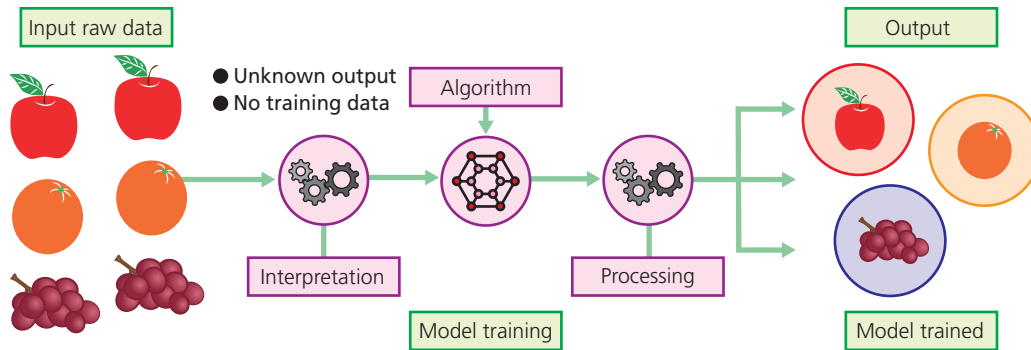 Input raw data
● Unknown output
● No training data
Algorithm
Output
Interpretation
Processing
Model training
Model trained